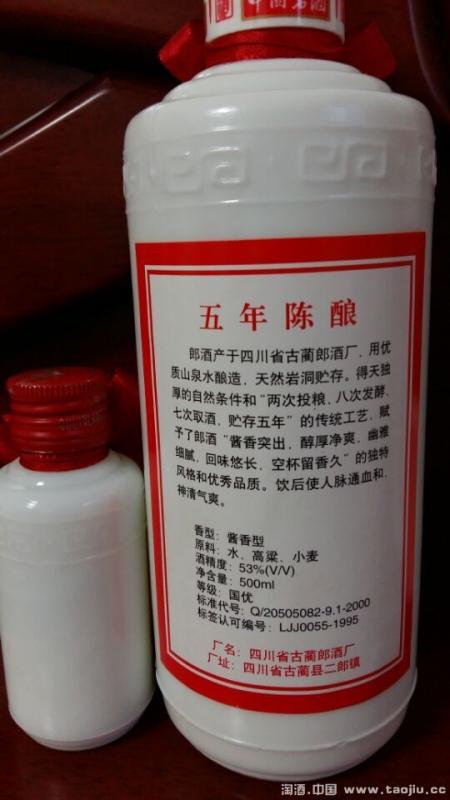 中国名酒
五年陈酿
郎酒产于四川省古蔺郎酒厂，用优
质山泉水酿造，天然岩洞贮存。得天独
厚的自然条件和“两次投粮，八次发酵，
七次取酒，贮存五年”的传统工艺，赋
予了郎酒“酱香突出，醇厚净爽，幽雅
细腻，回味悠长，空杯留香久”的独特
风格和优秀品质。饮后使人脉通血和，
神清气爽。
香型：酱香型
原料：水、高粱、小麦
酒精度：53%(V/V)
净含量：500ml
等级：国优
标准代号：Q/20505082-9.1-2000
标签认可编号：LJJ0055-1995
厂名：四川省古蔺郎酒厂
厂址：四川省古蔺县二郎镇
淘酒.中国 www.taojiu.cc